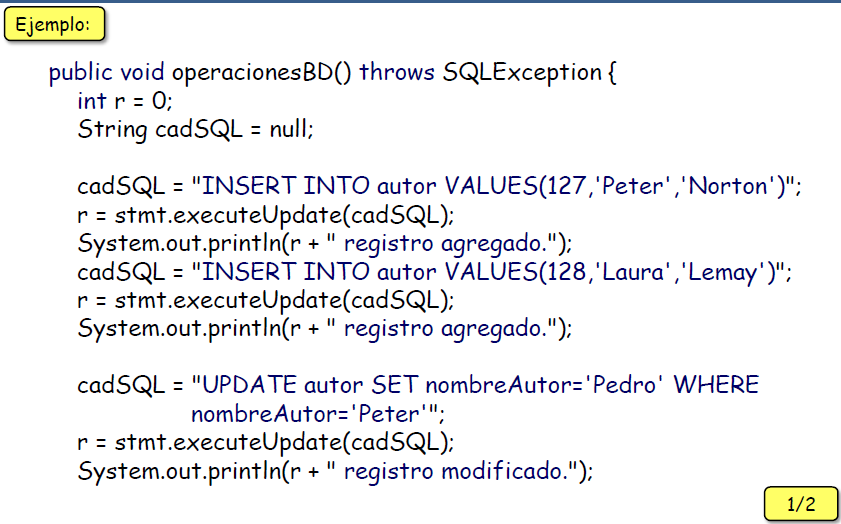 Ejemplo:
public void operacionesBD() throws SQLException {
int r = 0;
String cadSQL = null;
cadSQL = "INSERT INTO autor VALUES(127,'Peter','Norton')";
r = stmt.executeUpdate(cadSQL);
System.out.println(r + " registro agregado.");
cadSQL = "INSERT INTO autor VALUES(128,'Laura','Lemay')";
r = stmt.executeUpdate(cadSQL);
System.out.println(r + " registro agregado.");
cadSQL = "UPDATE autor SET nombreAutor='Pedro' WHERE
nombreAutor='Peter'";
r = stmt.executeUpdate(cadSQL);
System.out.println(r + " registro modificado.");
1/2